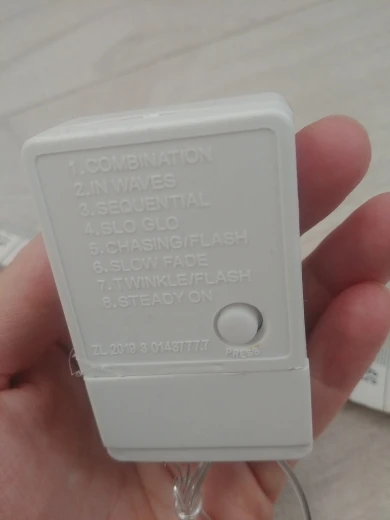 1.COMBINATION
2.IN WAVES
3.SEQUENTIAL
4.SLO GLO
5.CHASING/FLASH
6.SLOW FADE
7.TWINKLE/FLASH
8.STEADY ON
ZL 2019 3 0143777.7
PRESS